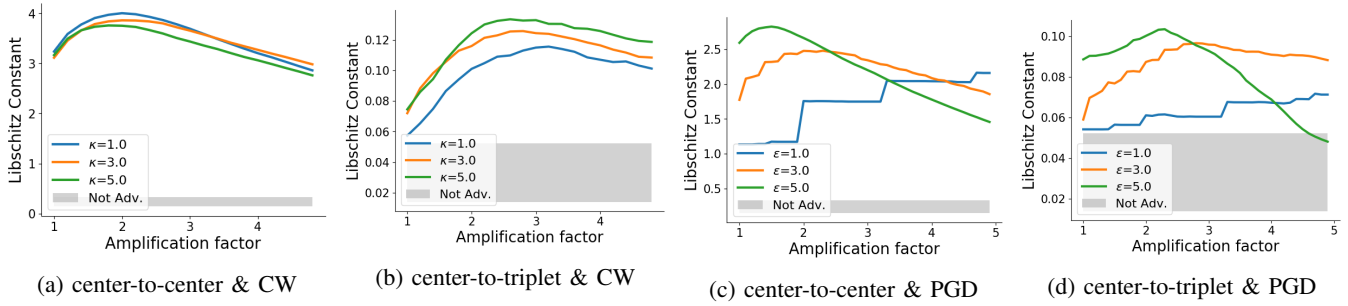 Libschitz Constant
4
3
2
1
0
κ=1.0
κ=3.0
κ=5.0
Not Adv.
1 2 3 4
Amplification factor
(a) center-to-center & CW
Libschitz Constant
0.12
0.10
0.08
0.06
0.04
0.02
κ=1.0
κ=3.0
κ=5.0
Not Adv.
1 2 3 4
Amplification factor
(b) center-to-triplet & CW
Libschitz Constant
2.5
2.0
1.5
1.0
0.5
ε=1.0
ε=3.0
ε=5.0
Not Adv.
1 2 3 4 5
Amplification factor
(c) center-to-center & PGD
Libschitz Constant
0.10
0.08
0.06
0.04
0.02
ε=1.0
ε=3.0
ε=5.0
Not Adv.
1 2 3 4 5
Amplification factor
(d) center-to-triplet & PGD